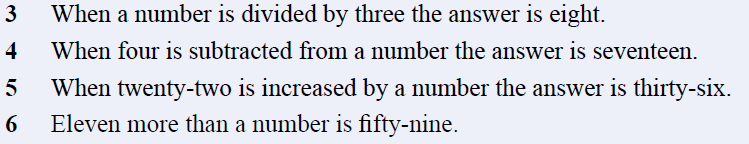 3 When a number is divided by three the answer is eight.
4 When four is subtracted from a number the answer is seventeen.
5 When twenty-two is increased by a number the answer is thirty-six.
6 Eleven more than a number is fifty-nine.